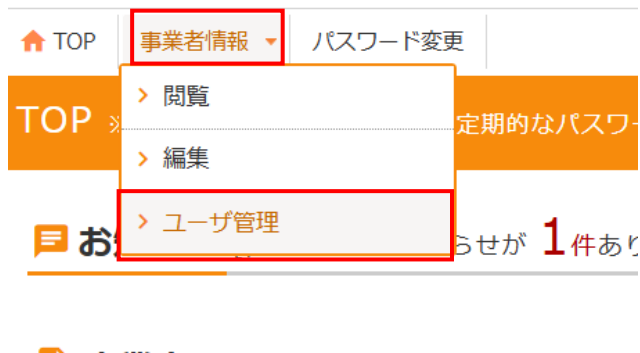 TOP 事業者情報 パスワード変更
閲覧
TOP ※ 定期的なパスワー
編集
ユーザ管理
お らせが 1件あり